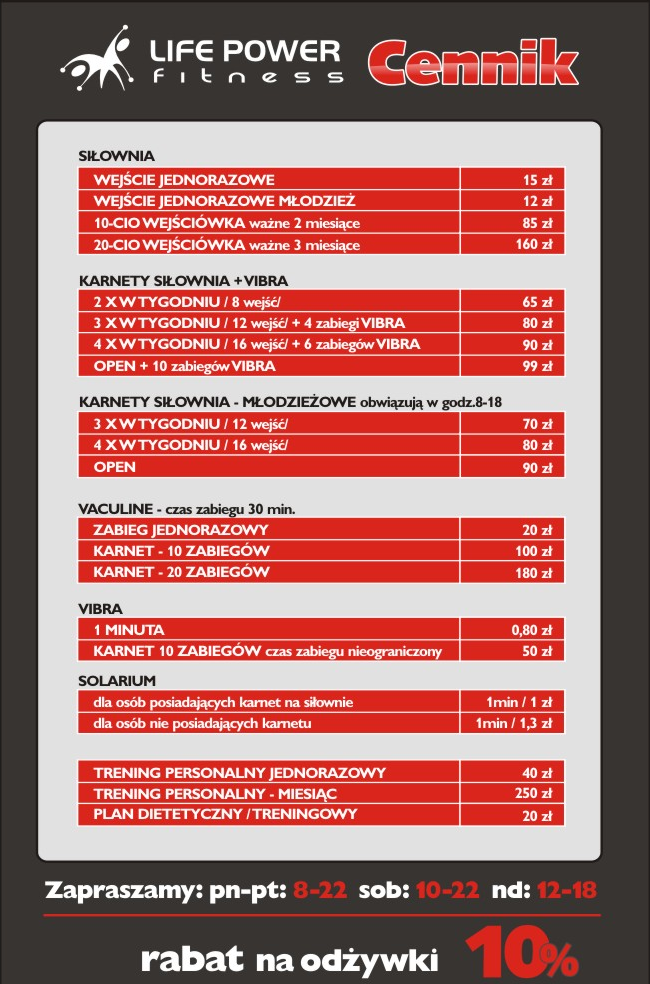 LIFE POWER
fitness
Cennik
SIŁOWNIA
WEJŚCIE JEDNORAZOWE 15 zł
WEJŚCIE JEDNORAZOWE MŁODZIEŻ 12 zł
10-CIO WEJŚCIÓWKA ważne 2 miesiące 85 zł
20-CIO WEJŚCIÓWKA ważne 3 miesiące 160 zł
KARNETY SIŁOWNIA + VIBRA
2 X W TYGODNIU / 8 wejść/ 65 zł
3 X W TYGODNIU / 12 wejść/ + 4 zabiegi VIBRA 80 zł
4 X W TYGODNIU / 16 wejść/ + 6 zabiegów VIBRA 90 zł
OPEN + 10 zabiegów VIBRA 99 zł
KARNETY SIŁOWNIA - MŁODZIEŻOWE obwiązują w godz.8-18
3 X W TYGODNIU / 12 wejść/ 70 zł
4 X W TYGODNIU / 16 wejść/ 80 zł
OPEN 90 zł
VACULINE - czas zabiegu 30 min.
ZABIEG JEDNORAZOWY 20 zł
KARNET - 10 ZABIEGÓW 100 zł
KARNET - 20 ZABIEGÓW 180 zł
VIBRA
1 MINUTA 0,80 zł
KARNET 10 ZABIEGÓW czas zabiegu nieograniczony 50 zł
SOLARIUM
dla osób posiadających karnet na siłownie 1min / 1 zł
dla osób nie posiadających karnetu 1min / 1,3 zł
TRENING PERSONALNY JEDNORAZOWY 40 zł
TRENING PERSONALNY - MIESIĄC 250 zł
PLAN DIETETYCZNY / TRENINGOWY 20 zł
Zapraszamy: pn-pt: 8-22 sob: 10-22 nd: 12-18
rabat na odżywki 10%